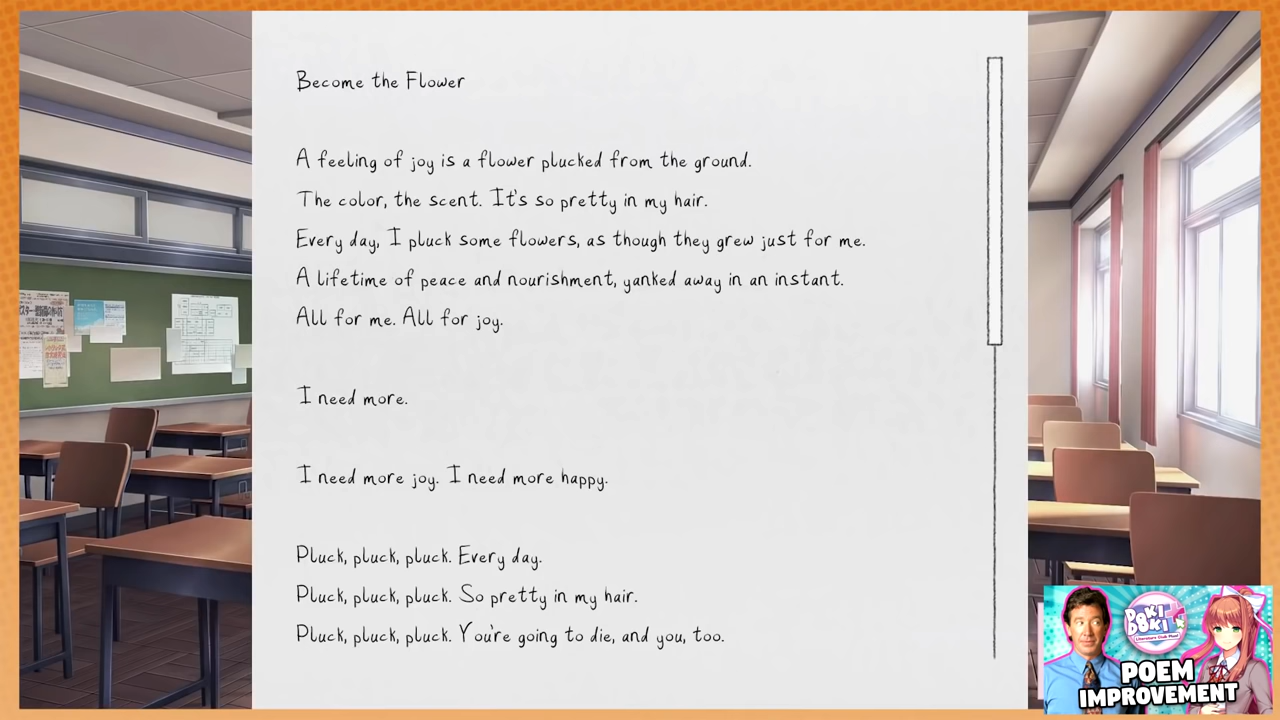 Become the Flower
A feeling of joy is a flower plucked from the ground.
The color, the scent. It's so pretty in my hair.
Every day, I pluck some flowers, as though they grew just for me.
A lifetime of peace and nourishment, yanked away in an instant.
All for me. All for joy.
I need more.
I need more joy. I need more happy.
Pluck, pluck, pluck. Every day.
Pluck, pluck, pluck. So pretty in my hair.
Pluck, pluck, pluck. You're going to die, and you, too.
Doki
Doki
Literature Club Plus!
POEM
IMPROVEMENT